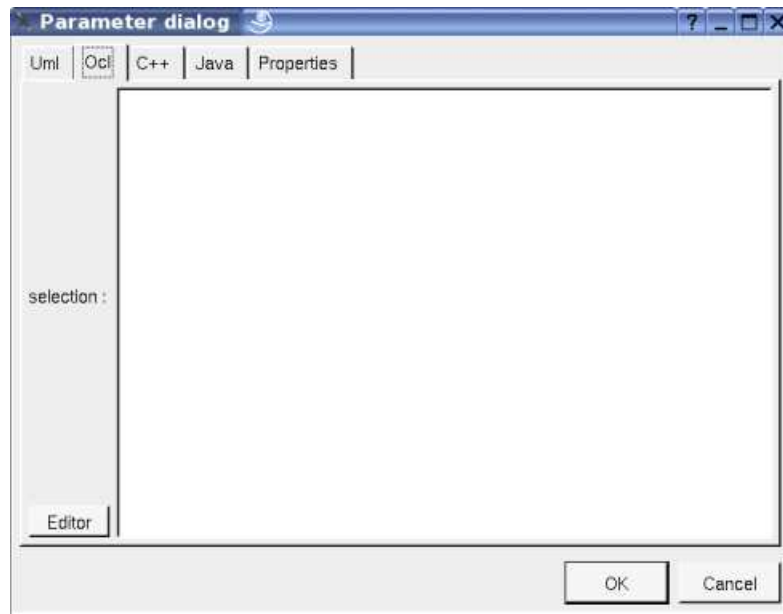 Parameter dialog
Uml Ocl C++ Java Properties
selection :
Editor
OK Cancel